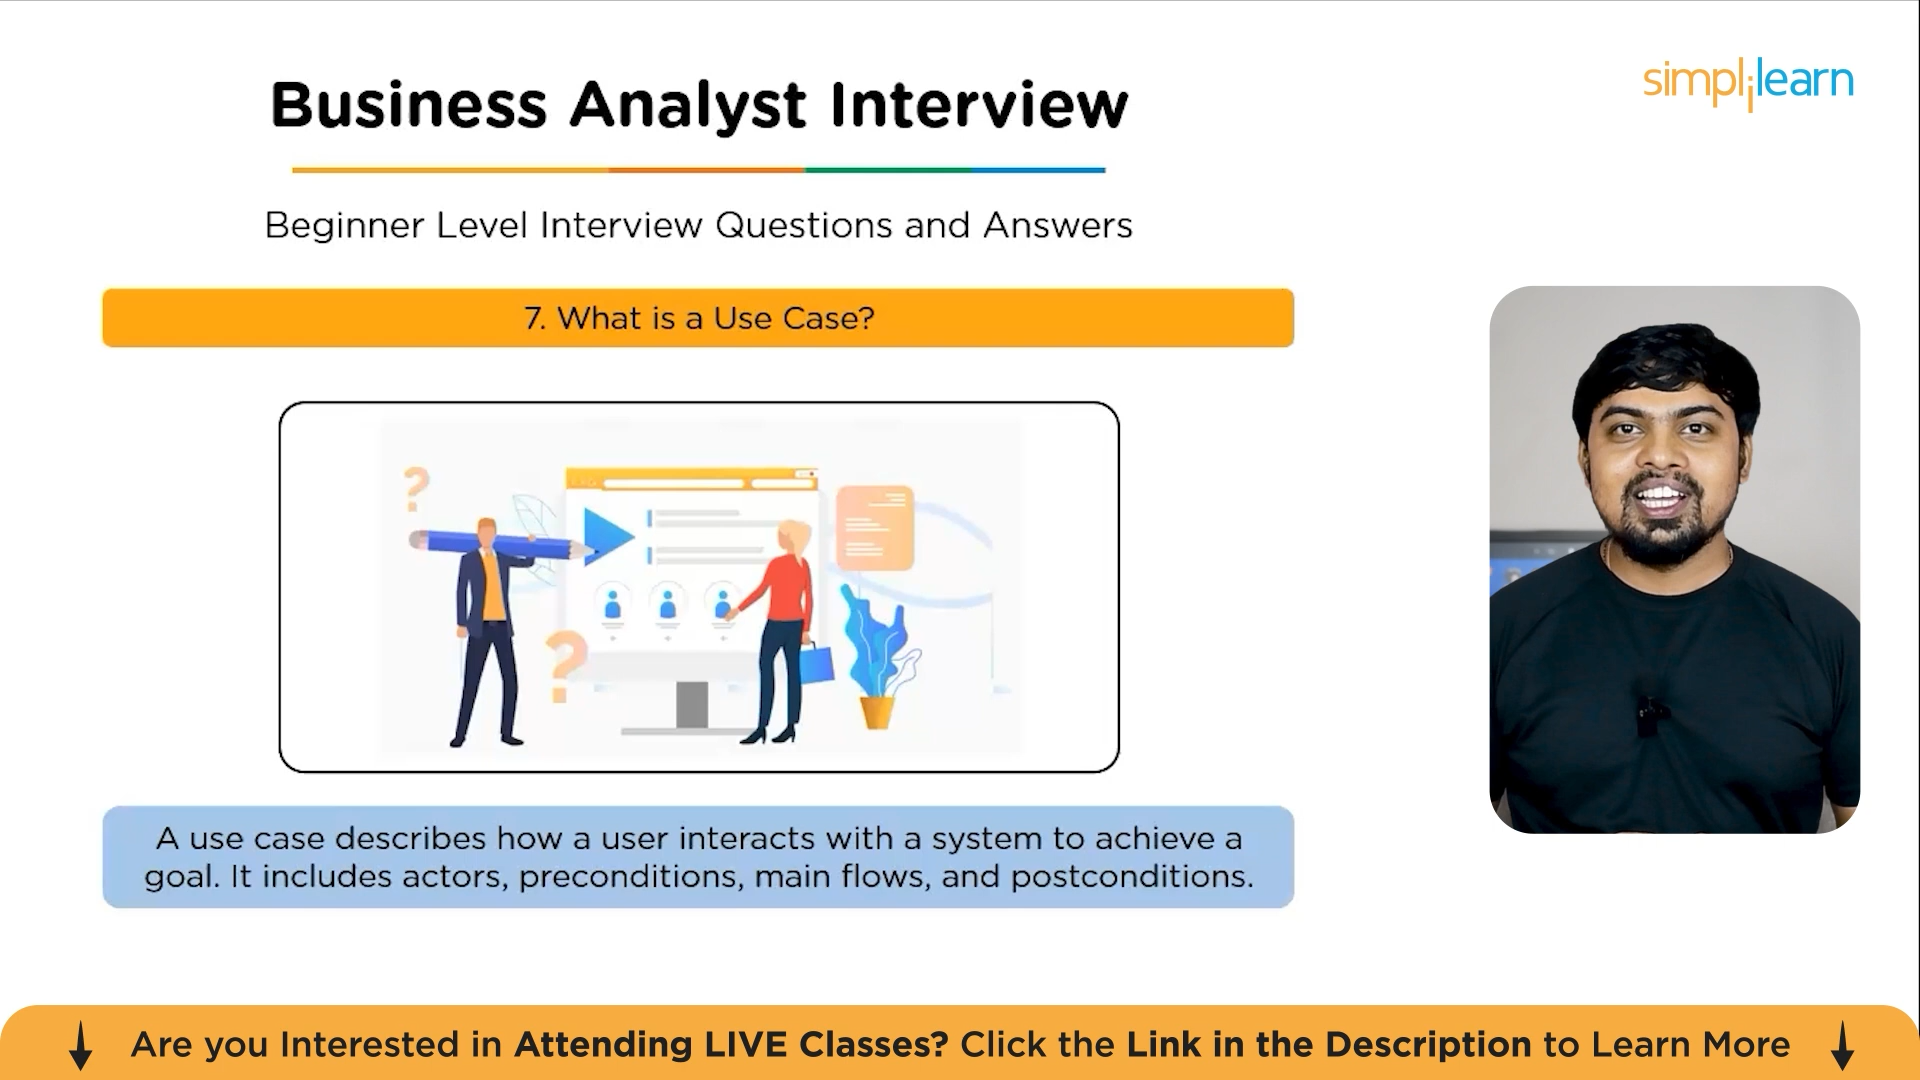 simplilearn
Business Analyst Interview
Beginner Level Interview Questions and Answers
7. What is a Use Case?
?
?
A use case describes how a user interacts with a system to achieve a
goal. It includes actors, preconditions, main flows, and postconditions.
Are you Interested in Attending LIVE Classes? Click the Link in the Description to Learn More